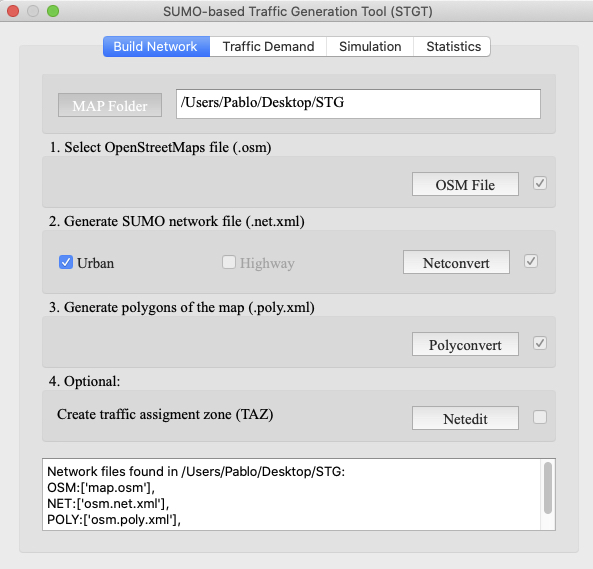 SUMO-based Traffic Generation Tool (STGT)
Build Network Traffic Demand Simulation Statistics
MAP Folder /Users/Pablo/Desktop/STG
1. Select OpenStreetMaps file (.osm)
OSM File
2. Generate SUMO network file (.net.xml)
Urban Highway Netconvert
3. Generate polygons of the map (.poly.xml)
Polyconvert
4. Optional:
Create traffic assigment zone (TAZ) Netedit
Network files found in /Users/Pablo/Desktop/STG:
OSM:['map.osm'],
NET:['osm.net.xml'],
POLY:['osm.poly.xml'],